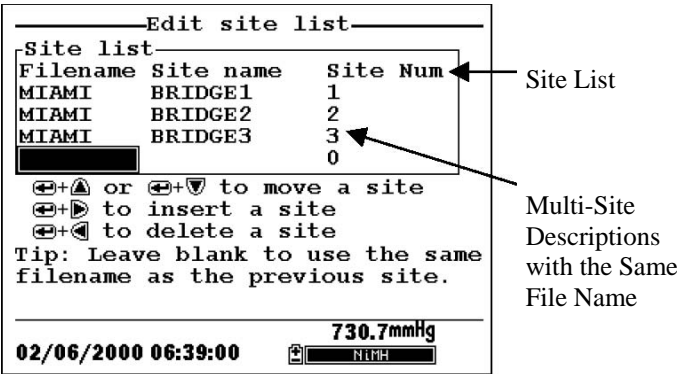 Edit site list
Site list
Filename Site name Site Num
MIAMI BRIDGE1 1
MIAMI BRIDGE2 2
MIAMI BRIDGE3 3
0
+ or + to move a site
+ to insert a site
+ to delete a site
Tip: Leave blank to use the same
filename as the previous site.
730.7mmHg
02/06/2000 06:39:00 NiMH
Site List
Multi-Site
Descriptions
with the Same
File Name